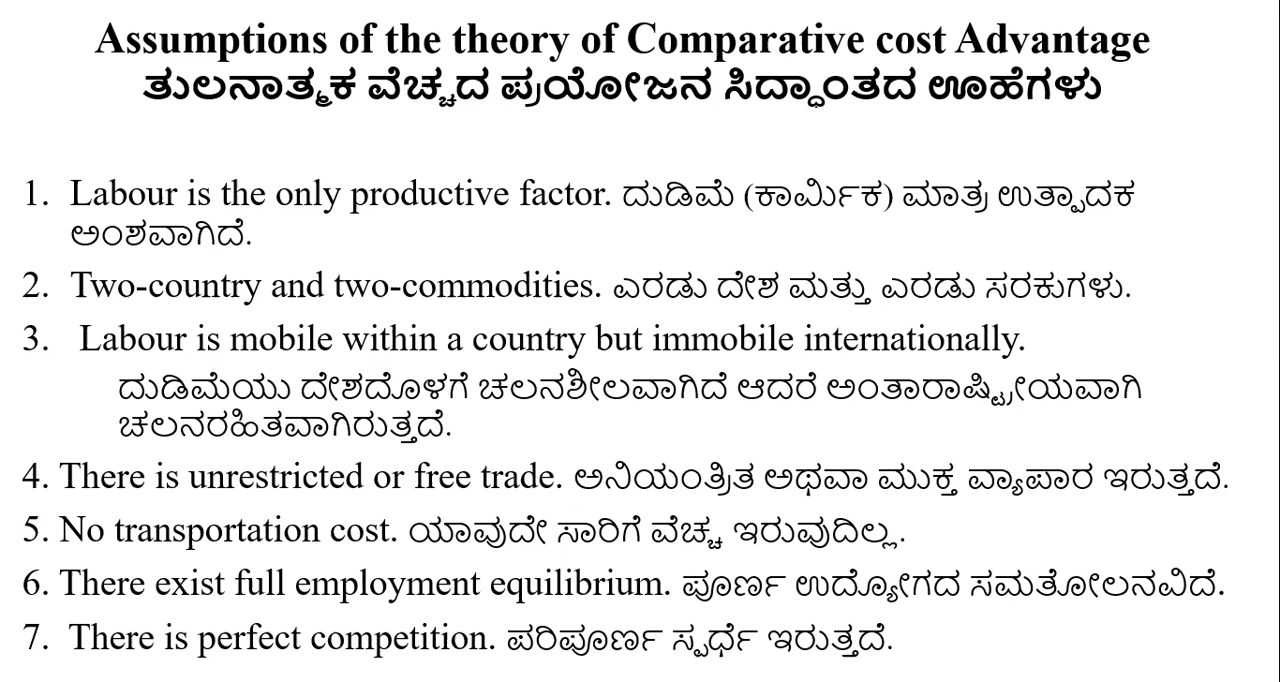 Assumptions of the theory of Comparative cost Advantage
ತುಲನಾತ್ಮಕ ವೆಚ್ಚದ ಪ್ರಯೋಜನ ಸಿದ್ಧಾಂತದ ಊಹೆಗಳು
1. Labour is the only productive factor. ದುಡಿಮೆ (ಕಾರ್ಮಿಕ) ಮಾತ್ರ ಉತ್ಪಾದಕ
ಅಂಶವಾಗಿದೆ.
2. Two-country and two-commodities. ಎರಡು ದೇಶ ಮತ್ತು ಎರಡು ಸರಕುಗಳು.
3. Labour is mobile within a country but immobile internationally.
ದುಡಿಮೆಯು ದೇಶದೊಳಗೆ ಚಲನಶೀಲವಾಗಿದೆ ಆದರೆ ಅಂತಾರಾಷ್ಟ್ರೀಯವಾಗಿ
ಚಲನರಹಿತವಾಗಿರುತ್ತದೆ.
4. There is unrestricted or free trade. ಅನಿಯಂತ್ರಿತ ಅಥವಾ ಮುಕ್ತ ವ್ಯಾಪಾರ ಇರುತ್ತದೆ.
5. No transportation cost. ಯಾವುದೇ ಸಾರಿಗೆ ವೆಚ್ಚ ಇರುವುದಿಲ್ಲ.
6. There exist full employment equilibrium. ಪೂರ್ಣ ಉದ್ಯೋಗದ ಸಮತೋಲನವಿದೆ.
7. There is perfect competition. ಪರಿಪೂರ್ಣ ಸ್ಪರ್ಧೆ ಇರುತ್ತದೆ.